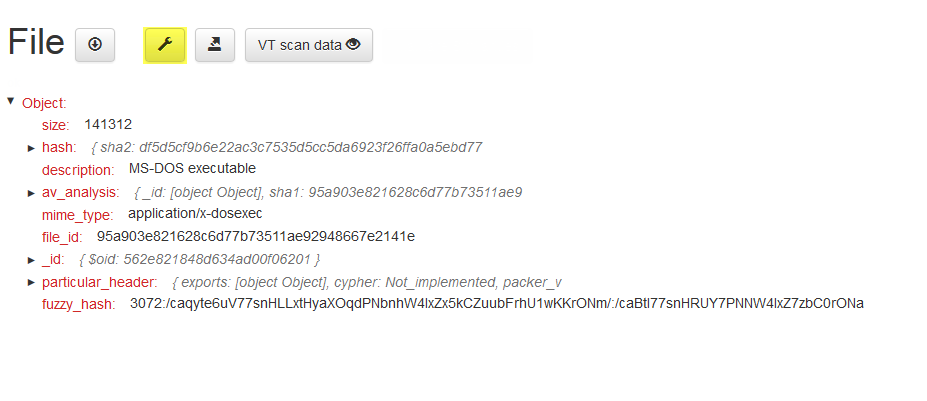 File VT scan data
Object:
size: 141312
hash: { sha2: df5d5cf9b6e22ac3c7535d5cc5da6923f26ffa0a5ebd77
description: MS-DOS executable
av_analysis: { _id: [object Object], sha1: 95a903e821628c6d77b73511ae9
mime_type: application/x-dosexec
file_id: 95a903e821628c6d77b73511ae92948667e2141e
_id: { $oid: 562e821848d634ad00f06201 }
particular_header: { exports: [object Object], cypher: Not_implemented, packer_v
fuzzy_hash: 3072:/caqyte6uV77snHLLxtHyaXOqdPNbnhW4lxZx5kCZuubFrhU1wKKrONm/:/caBtl77snHRUY7PNNW4lxZ7zbC0rONa